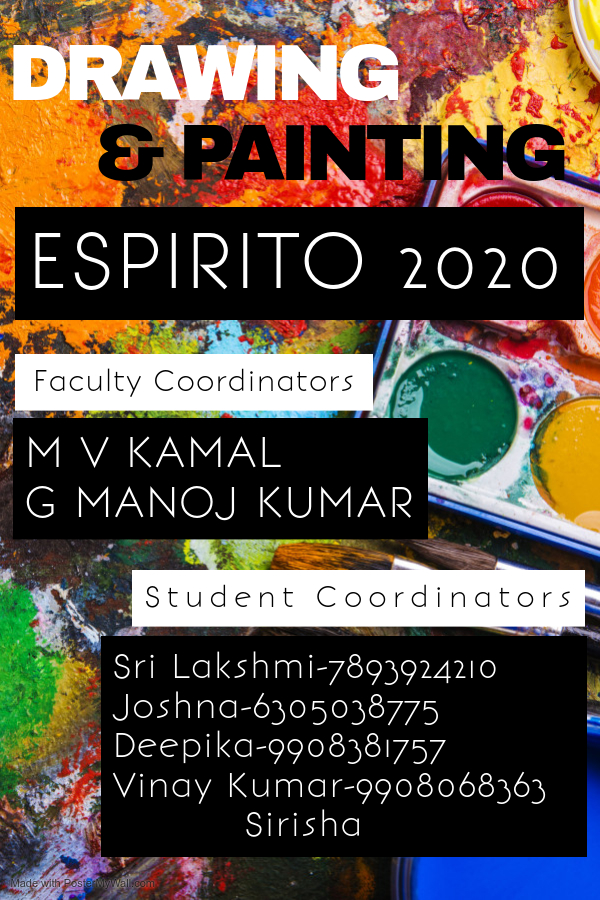 DRAWING
& PAINTING
ESPIRITO 2020
Faculty Coordinators
M V KAMAL
G MANOJ KUMAR
Student Coordinators
Sri Lakshmi-7893924210
Joshna-6305038775
Deepika-9908381757
Vinay Kumar-9908068363
Sirisha
Made with PosterMyWall.com